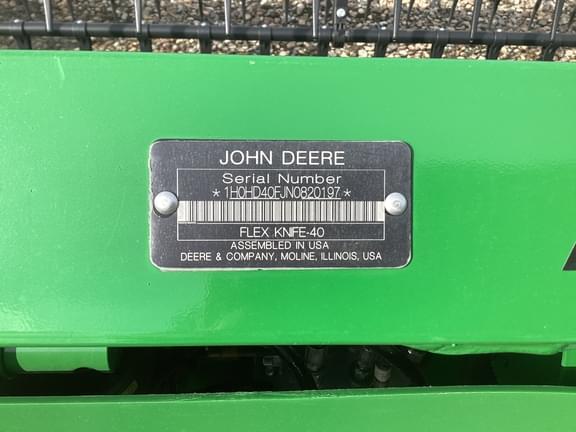 JOHN DEERE
Serial Number
*1H0HD40FJN0820197*
FLEX KNIFE-40
ASSEMBLED IN USA
DEERE & COMPANY, MOLINE, ILLINOIS, USA